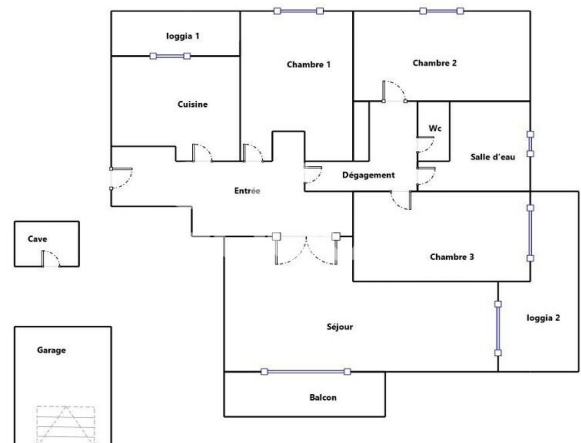 loggia 1
Chambre 1
Chambre 2
Cuisine
Wc
Salle d'eau
Dégagement
Entrée
Cave
Chambre 3
loggia 2
Séjour
Garage
Balcon